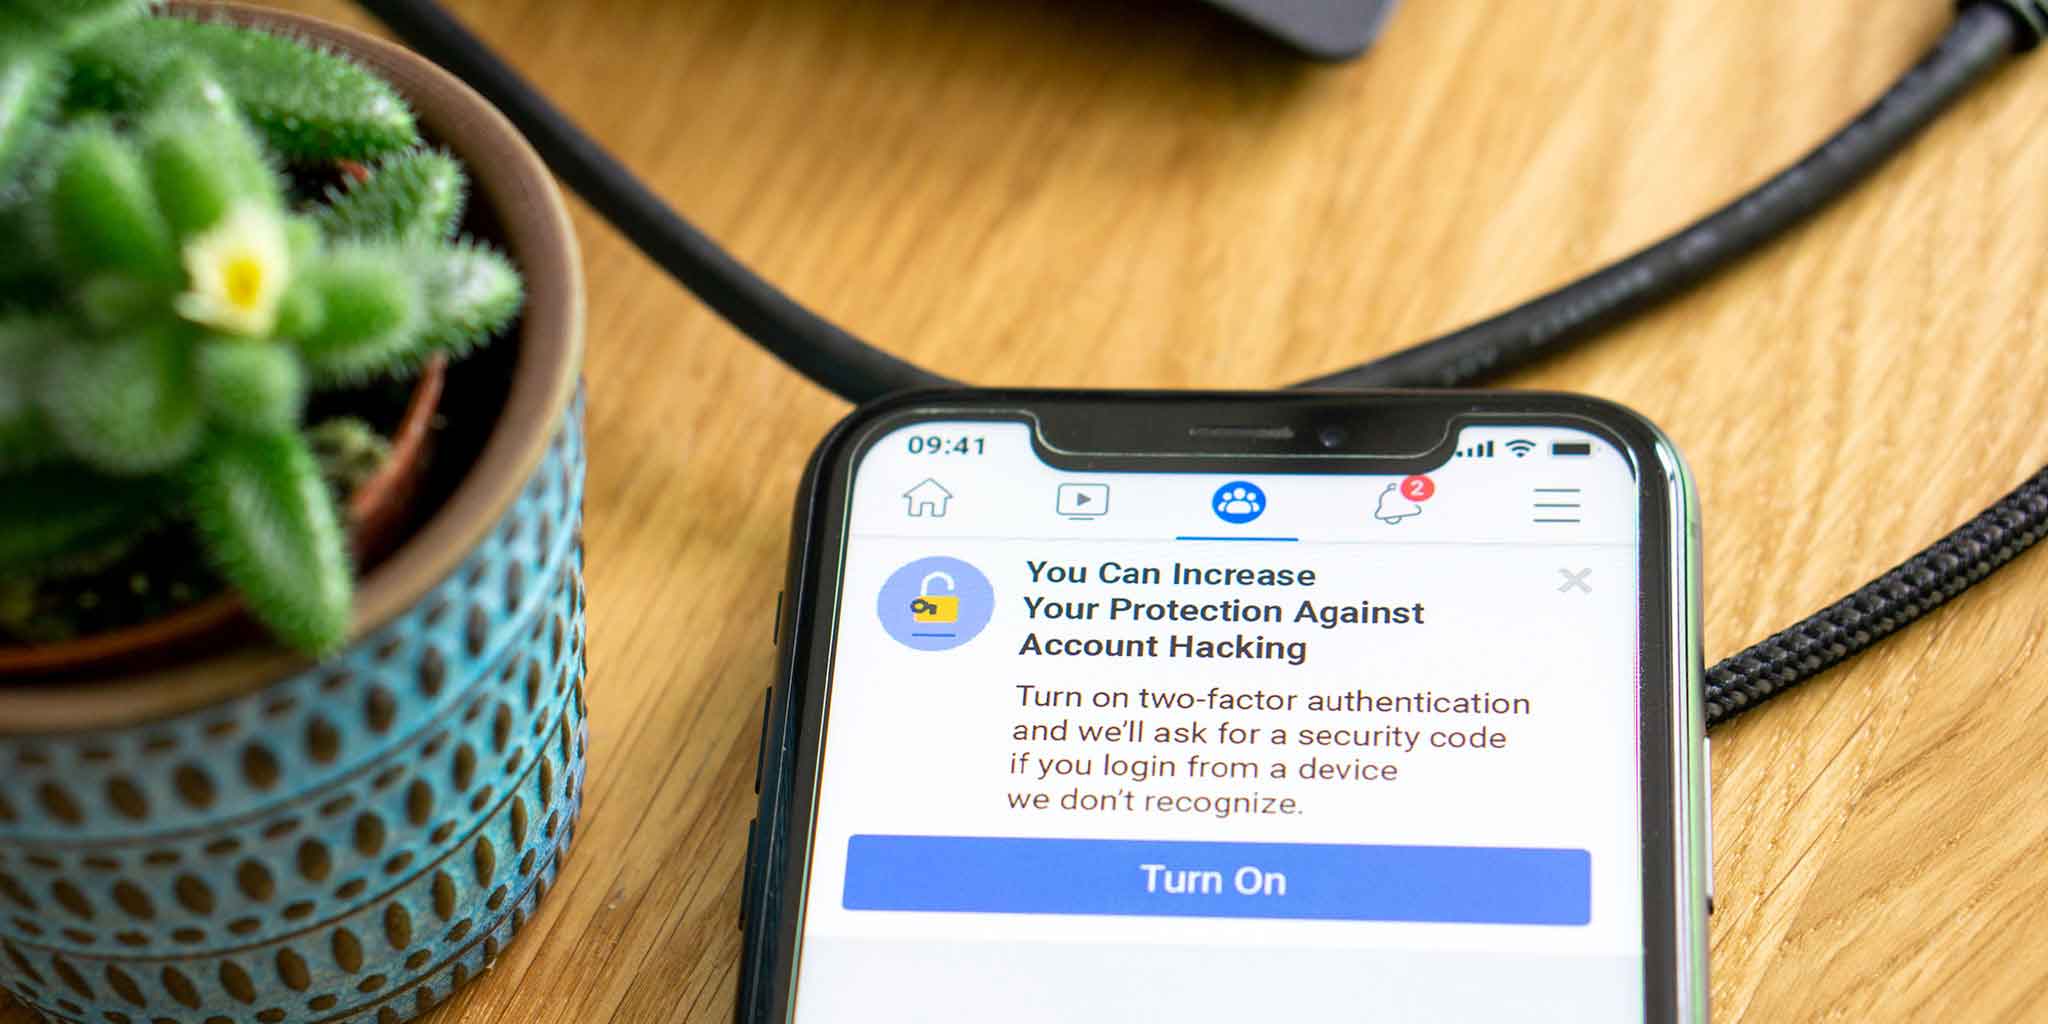 09:41
2
You Can Increase
Your Protection Against
Account Hacking
Turn on two-factor authentication
and we'll ask for a security code
if you login from a device
we don't recognize.
Turn On